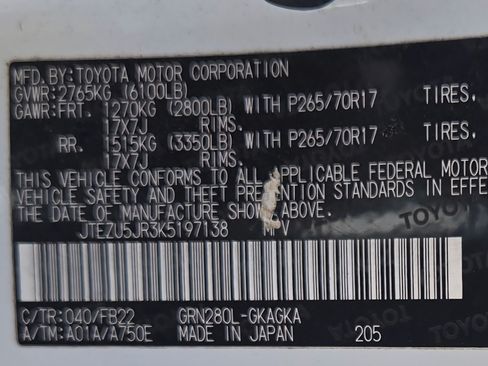 MFD.BY:TOYOTA MOTOR CORPORATION
GVWR:2765KG (6100LB)
GAWR:FRT. 1270KG (2800LB) WITH P265/70R17 TIRES,
17X7J RIMS.
RR. 1515KG (3350LB) WITH P265/70R17 TIRES,
17X7J RIMS.
THIS VEHICLE CONFORMS TO ALL APPLICABLE FEDERAL MOTOR
VEHICLE SAFETY AND THEFT PREVENTION STANDARDS IN EFFE
THE DATE OF MANUFACTURE SHOWN ABOVE.
JTEZU5JR3K5197138 MPV
C/TR:040/FB22 GRN280L-GKAGKA
A/TM:A01A/A750E MADE IN JAPAN 205